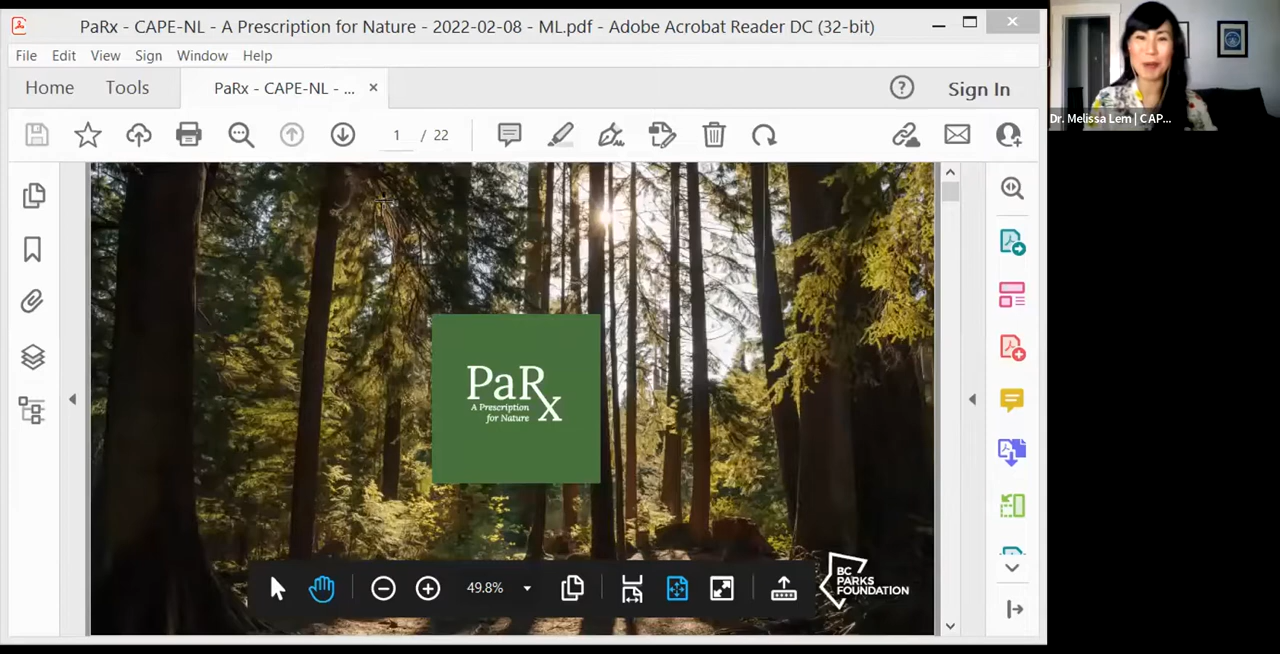 PaRx - CAPE-NL - A Prescription for Nature - 2022-02-08 - ML.pdf - Adobe Acrobat Reader DC (32-bit)
File Edit View Sign Window Help
Home Tools PaRx - CAPE-NL - ... Sign In
1 / 22
PaRx
A Prescription
for Nature
49.8%
BC
PARKS
FOUNDATION
Dr. Melissa Lem | CAP...